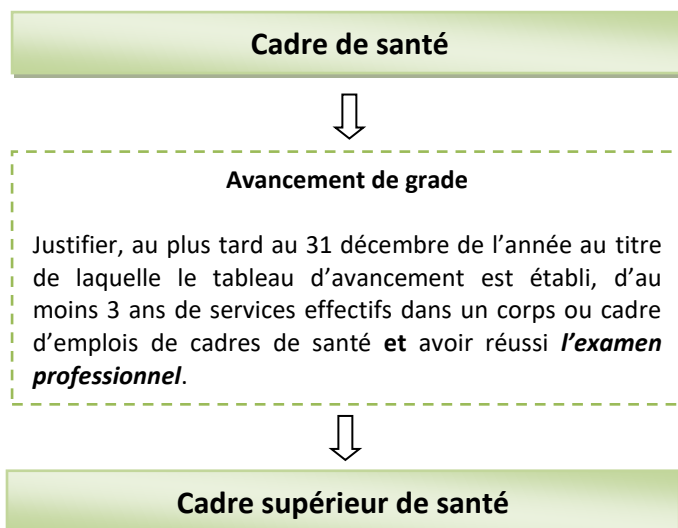 Cadre de santé
Avancement de grade
Justifier, au plus tard au 31 décembre de l’année au titre
de laquelle le tableau d’avancement est établi, d’au
moins 3 ans de services effectifs dans un corps ou cadre
d’emplois de cadres de santé et avoir réussi l’examen
professionnel.
Cadre supérieur de santé